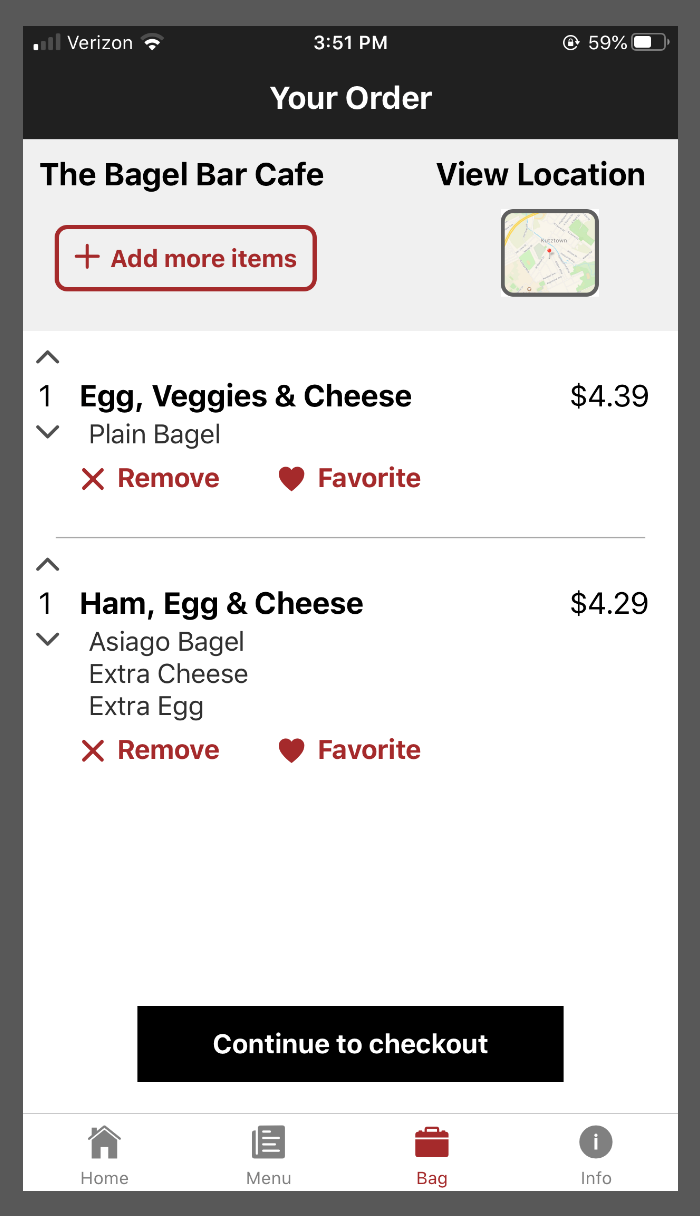 Verizon 3:51 PM 59%
Your Order
The Bagel Bar Cafe
View Location
+ Add more items
Kutztown
1 Egg, Veggies & Cheese $4.39
Plain Bagel
Remove Favorite
1 Ham, Egg & Cheese $4.29
Asiago Bagel
Extra Cheese
Extra Egg
Remove Favorite
Continue to checkout
Home Menu Bag Info